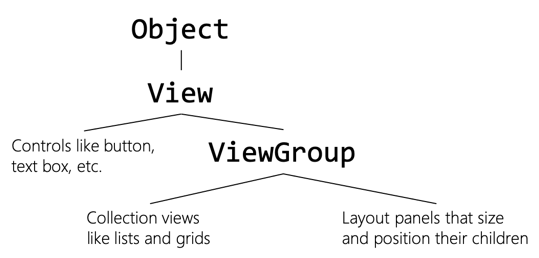 Object
View
Controls like button,
text box, etc.
ViewGroup
Collection views
like lists and grids
Layout panels that size
and position their children